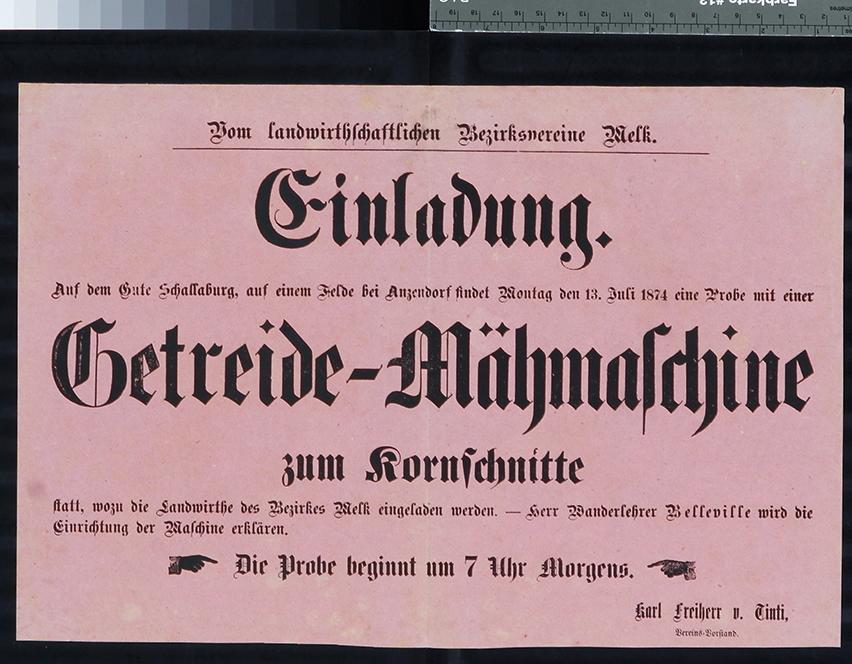 Vom landwirthschaftlichen Bezirksvereine Melk.
Einladung.
Auf dem Gute Schallaburg, auf einem Felde bei Anzendorf findet Montag den 13. Juli 1874 eine Probe mit einer
Getreide-Mähmaschine
zum Kornschnitte
statt, wozu die Landwirthe des Bezirkes Melk eingeladen werden. — Herr Wanderlehrer Belleville wird die
Einrichtung der Maschine erklären.
Die Probe beginnt um 7 Uhr Morgens.
Karl Freiherr v. Tinti,
Vereins-Vorstand.